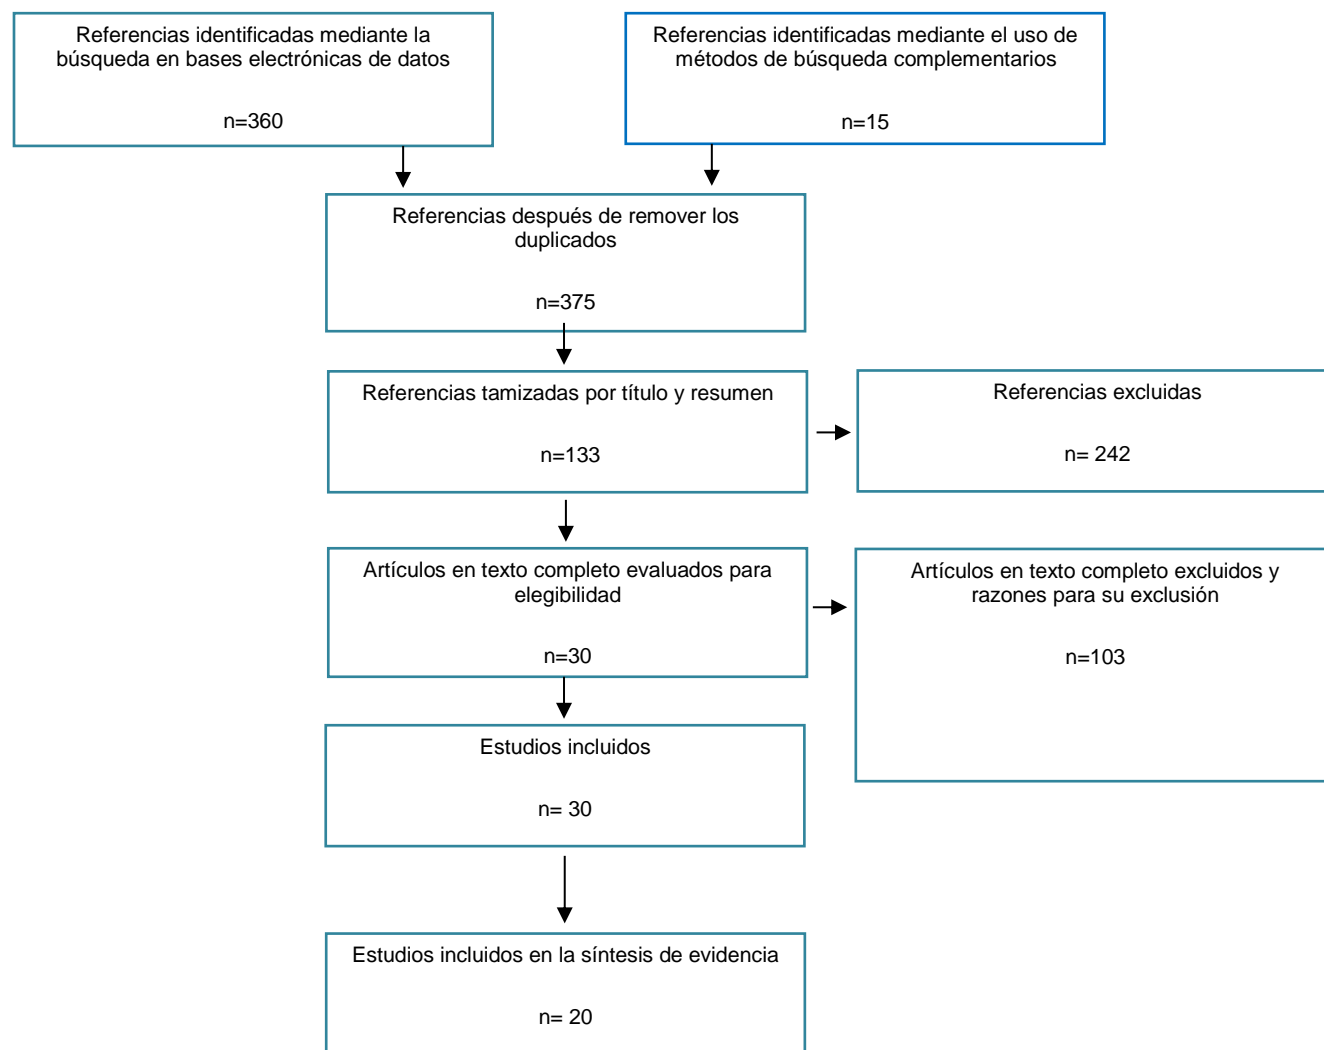 Referencias identificadas mediante la
búsqueda en bases electrónicas de datos
n=360
Referencias identificadas mediante el uso de
métodos de búsqueda complementarios
n=15
Referencias después de remover los
duplicados
n=375
Referencias tamizadas por título y resumen
n=133
Referencias excluidas
n= 242
Artículos en texto completo evaluados para
elegibilidad
n=30
Artículos en texto completo excluidos y
razones para su exclusión
n=103
Estudios incluidos
n= 30
Estudios incluidos en la síntesis de evidencia
n= 20